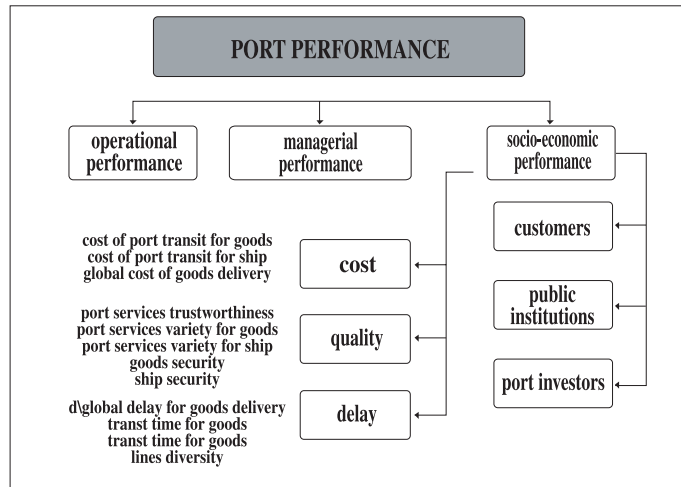 PORT PERFORMANCE
operational
performance
managerial
performance
socio-economic
performance
customers
public
institutions
port investors
cost of port transit for goods
cost of port transit for ship
global cost of goods delivery
cost
port services trustworthiness
port services variety for goods
port services variety for ship
goods security
ship security
quality
d\global delay for goods delivery
transt time for goods
transt time for goods
lines diversity
delay